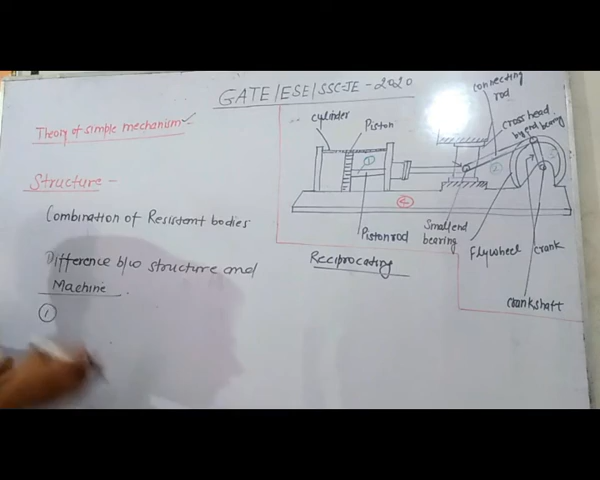 GATE/ESE/SSC-JE-2020
Theory of simple mechanism:-
Structure -
Combination of Resistent bodies
Difference b/w structure and
Machine.
①
cylinder
Piston
connecting
rod
cross head
big end bearing
①
②
④
Piston rod
Small end
bearing
Flywheel
crank
crankshaft
Reciprocating